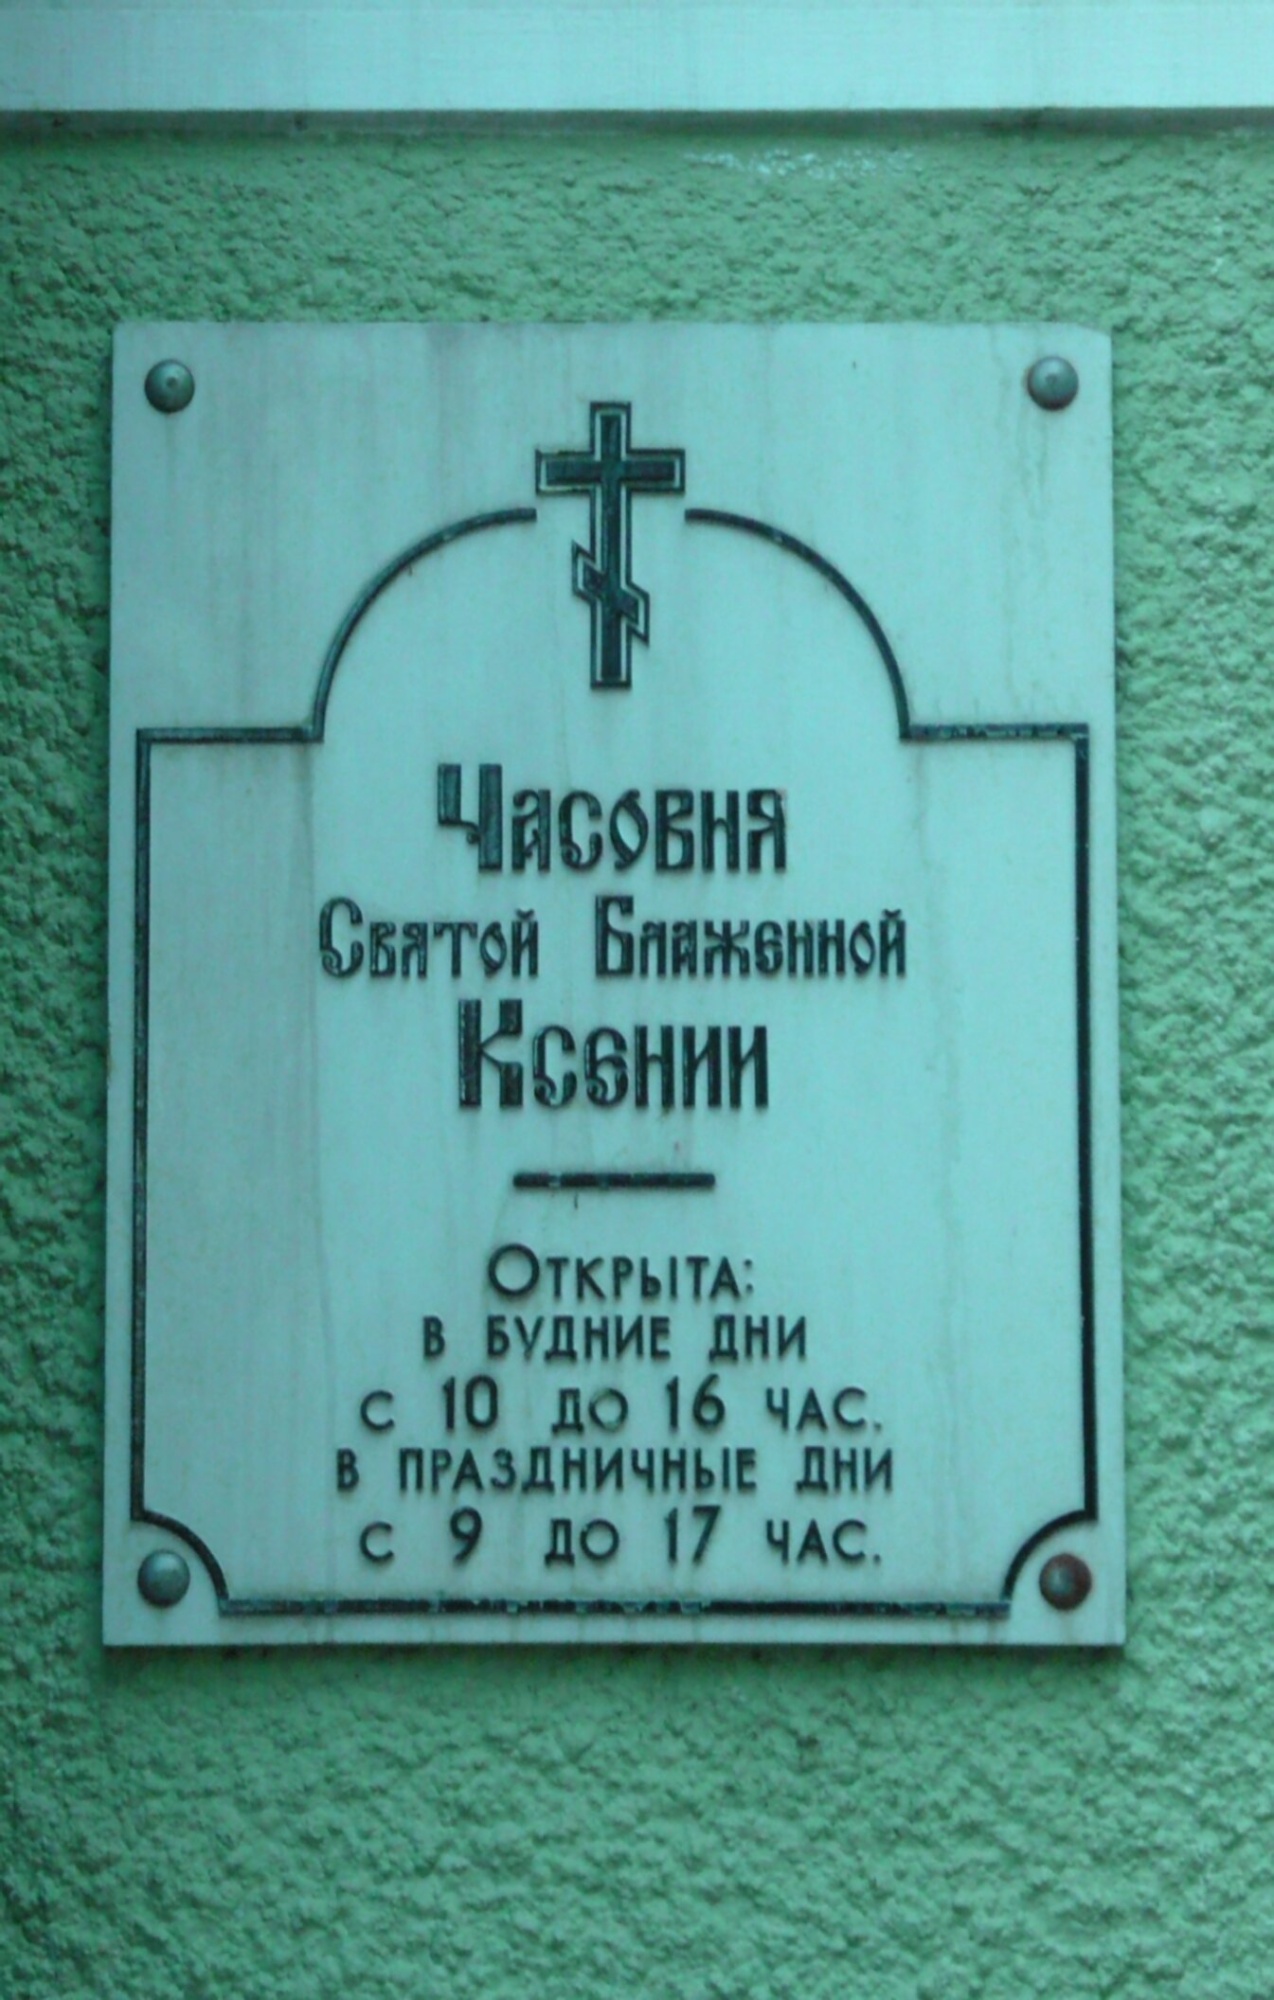 Часовня
Святой Блаженной
Ксении
Открыта:
в будние дни
с 10 до 16 час.
в праздничные дни
с 9 до 17 час.